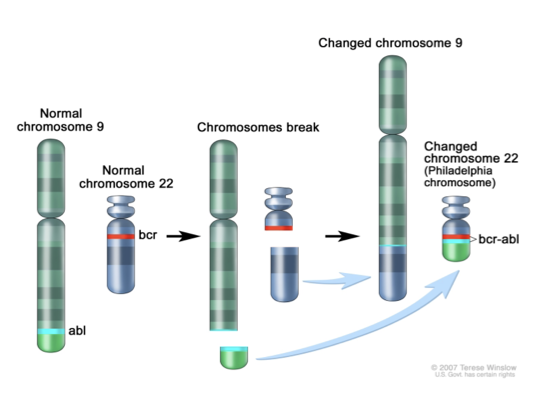 Changed chromosome 9
Normal
chromosome 9
Chromosomes break
Normal
chromosome 22
Changed
chromosome 22
(Philadelphia
chromosome)
bcr
bcr-abl
abl
© 2007 Terese Winslow
U.S. Govt. has certain rights